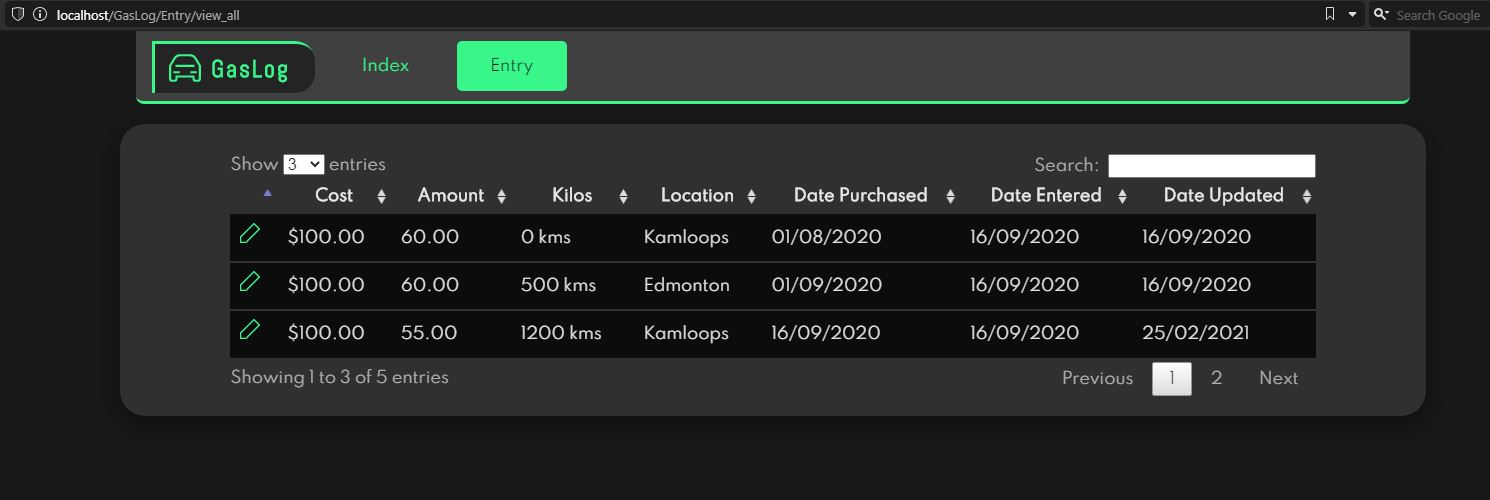 localhost/GasLog/Entry/view_all Search Google
GasLog Index Entry
Show 3 entries Search:
Cost Amount Kilos Location Date Purchased Date Entered Date Updated
$100.00 60.00 0 kms Kamloops 01/08/2020 16/09/2020 16/09/2020
$100.00 60.00 500 kms Edmonton 01/09/2020 16/09/2020 16/09/2020
$100.00 55.00 1200 kms Kamloops 16/09/2020 16/09/2020 25/02/2021
Showing 1 to 3 of 5 entries Previous 1 2 Next